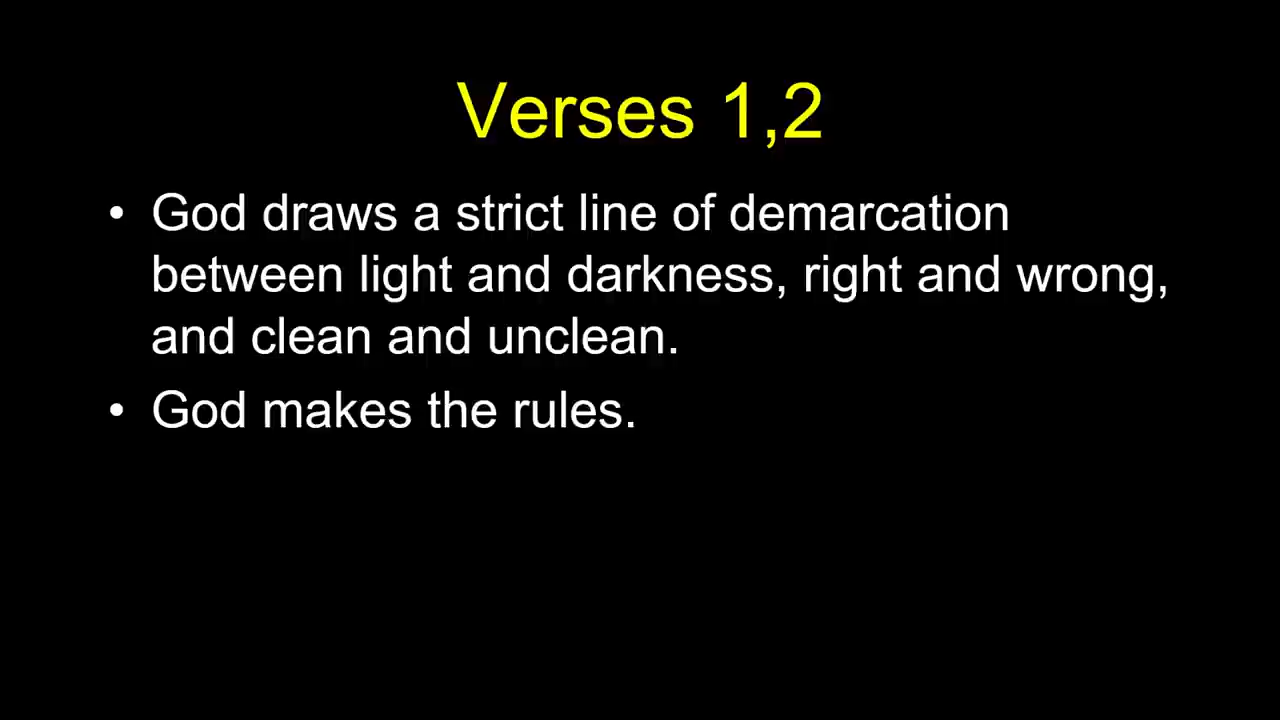 Verses 1,2
• God draws a strict line of demarcation
between light and darkness, right and wrong,
and clean and unclean.
• God makes the rules.